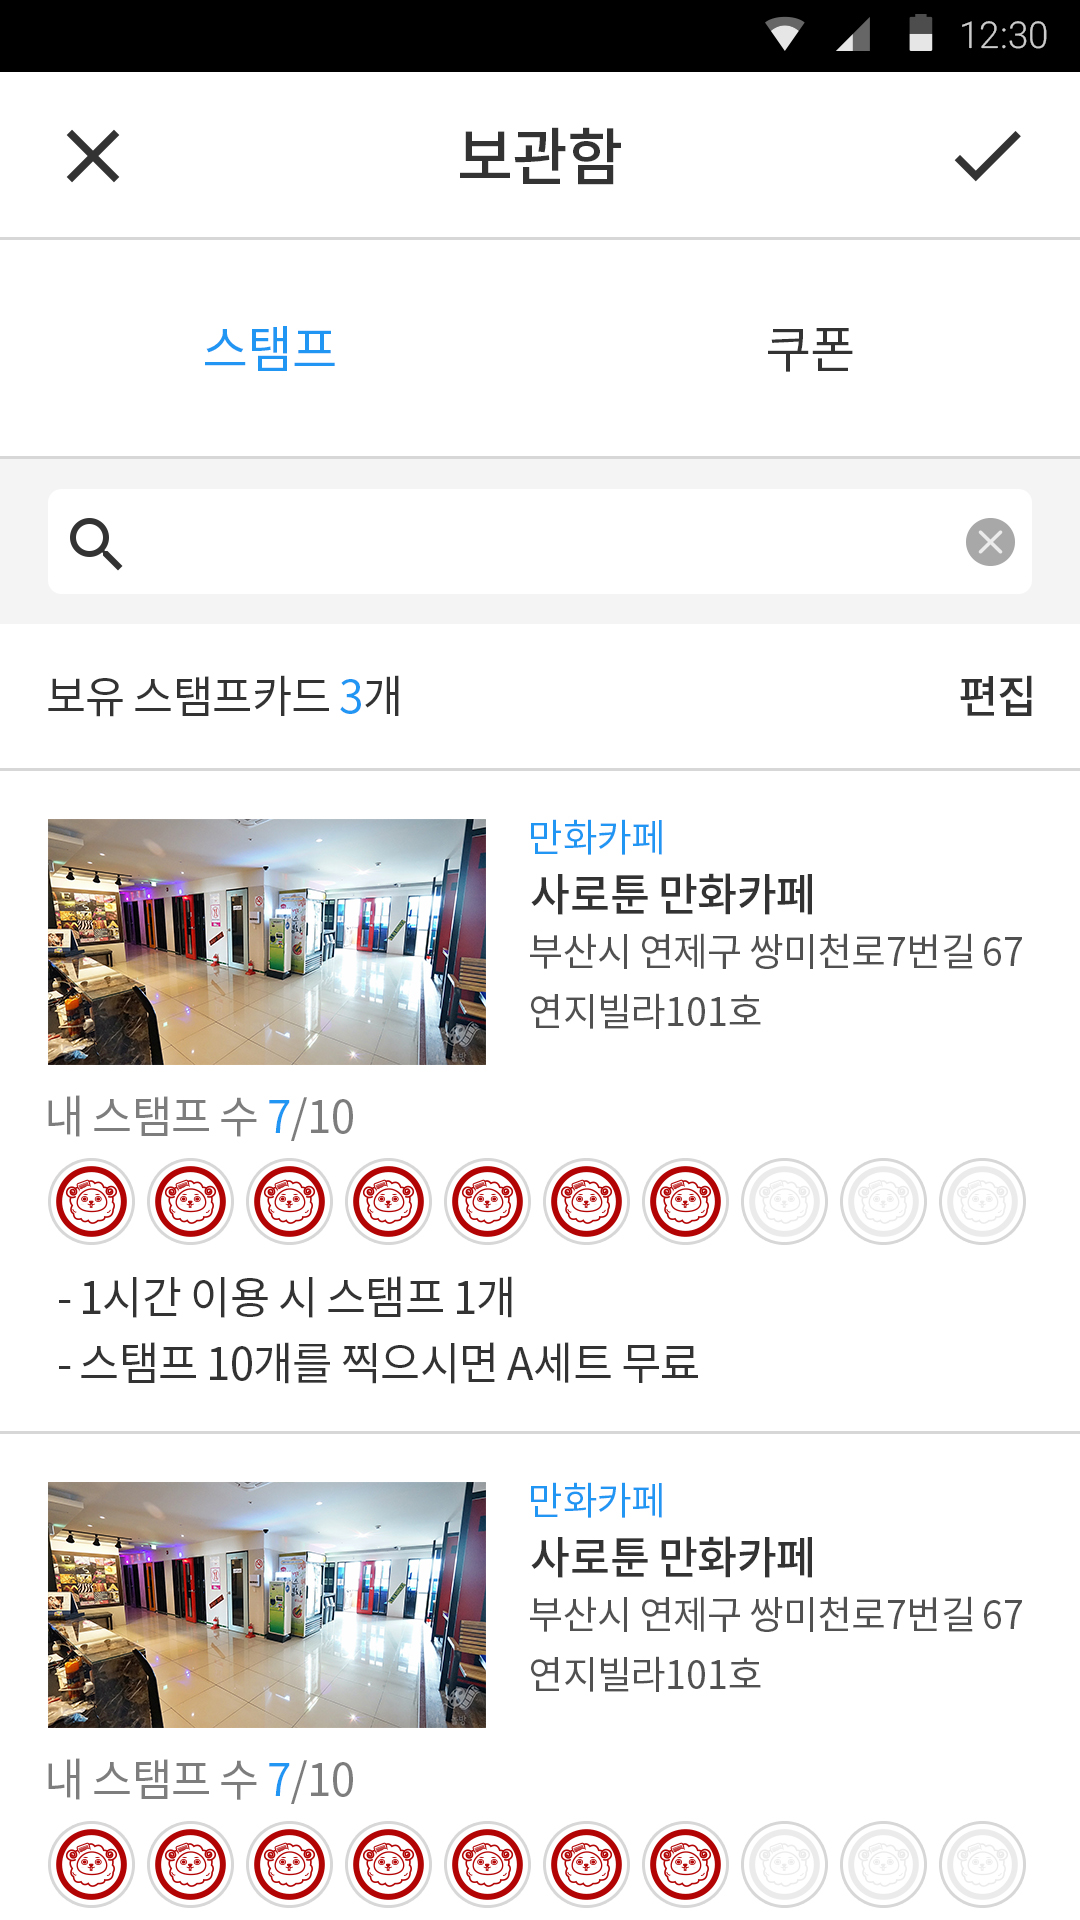 12:30
보관함
스탬프
쿠폰
보유 스탬프카드 3개
편집
만화카페
사로툰 만화카페
부산시 연제구 쌍미천로7번길 67
연지빌라101호
내 스탬프 수 7/10
- 1시간 이용 시 스탬프 1개
- 스탬프 10개를 찍으시면 A세트 무료
만화카페
사로툰 만화카페
부산시 연제구 쌍미천로7번길 67
연지빌라101호
내 스탬프 수 7/10